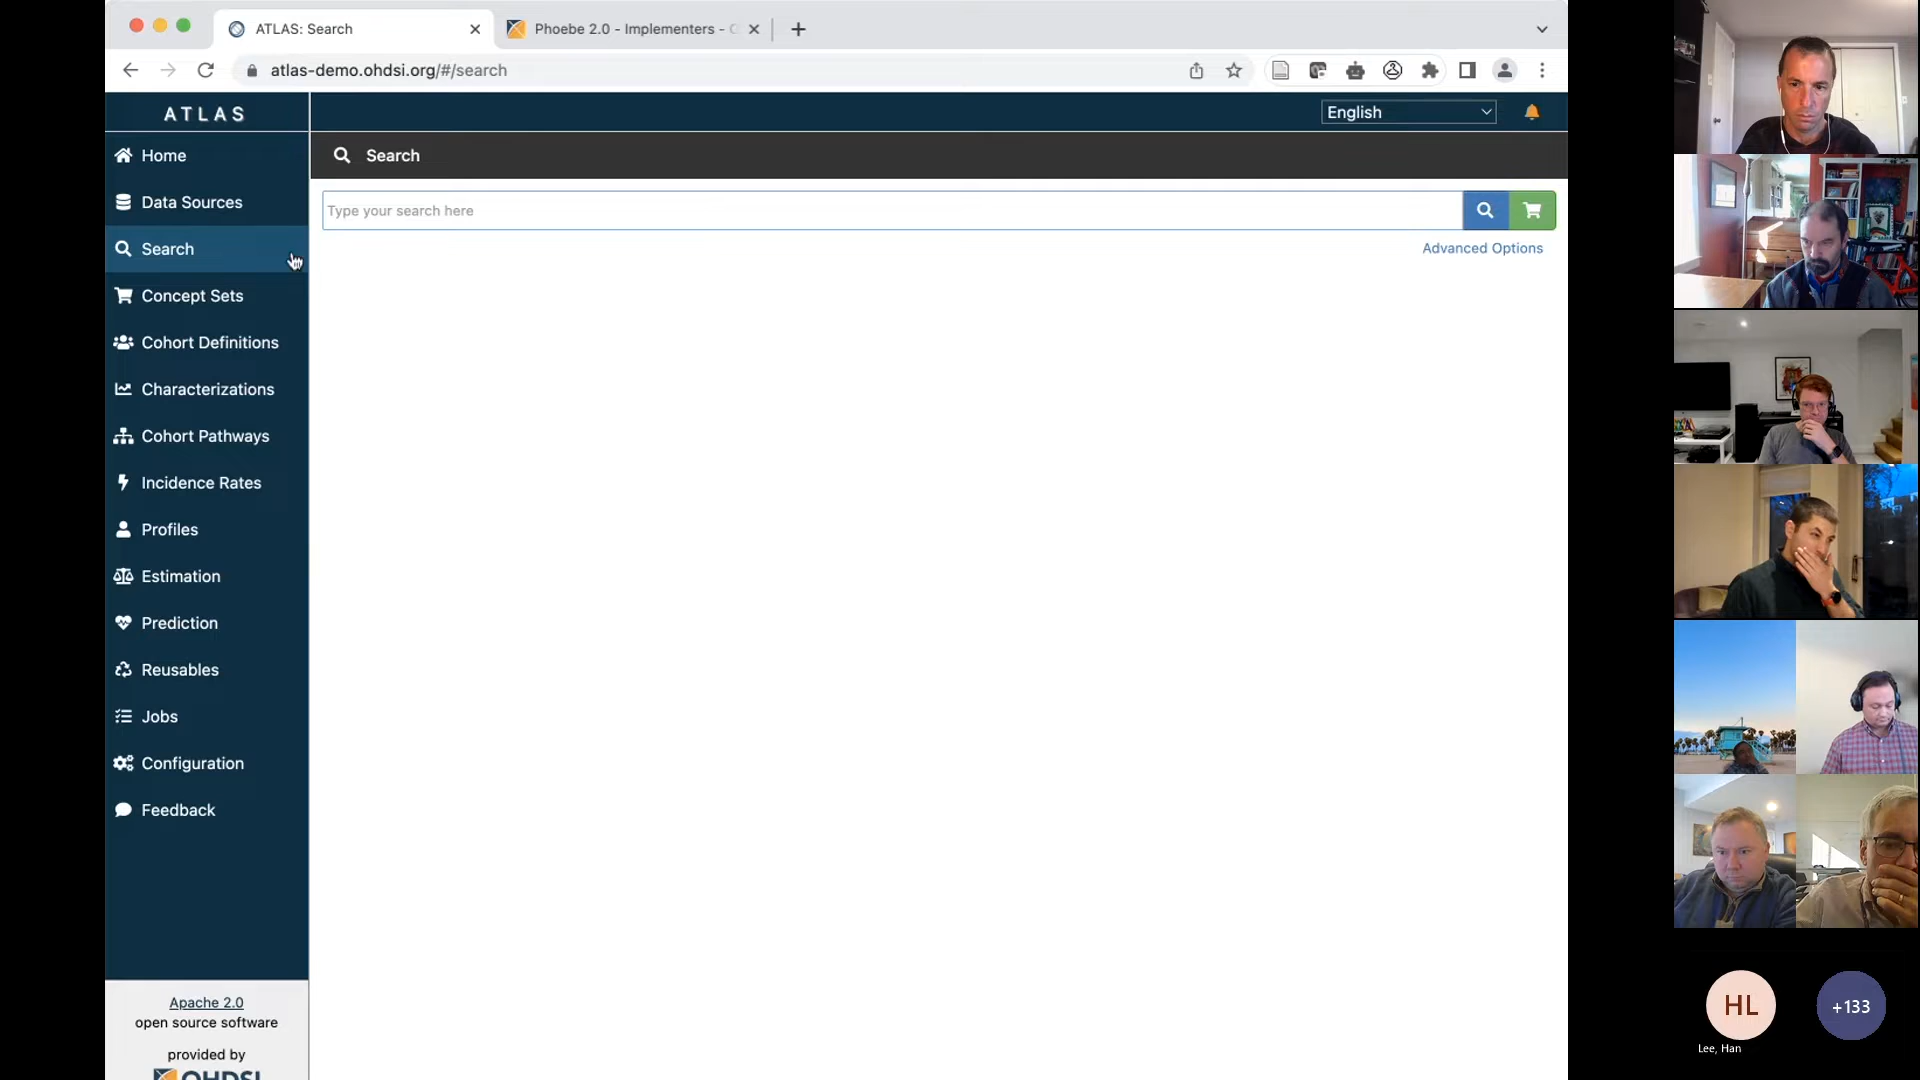 ATLAS: Search
Phoebe 2.0 - Implementers -
atlas-demo.ohdsi.org/#/search
ATLAS
English
Home
Search
Data Sources
Type your search here
Search
Advanced Options
Concept Sets
Cohort Definitions
Characterizations
Cohort Pathways
Incidence Rates
Profiles
Estimation
Prediction
Reusables
Jobs
Configuration
Feedback
Apache 2.0
open source software
provided by
OHDSI
HL
+133
Lee, Han